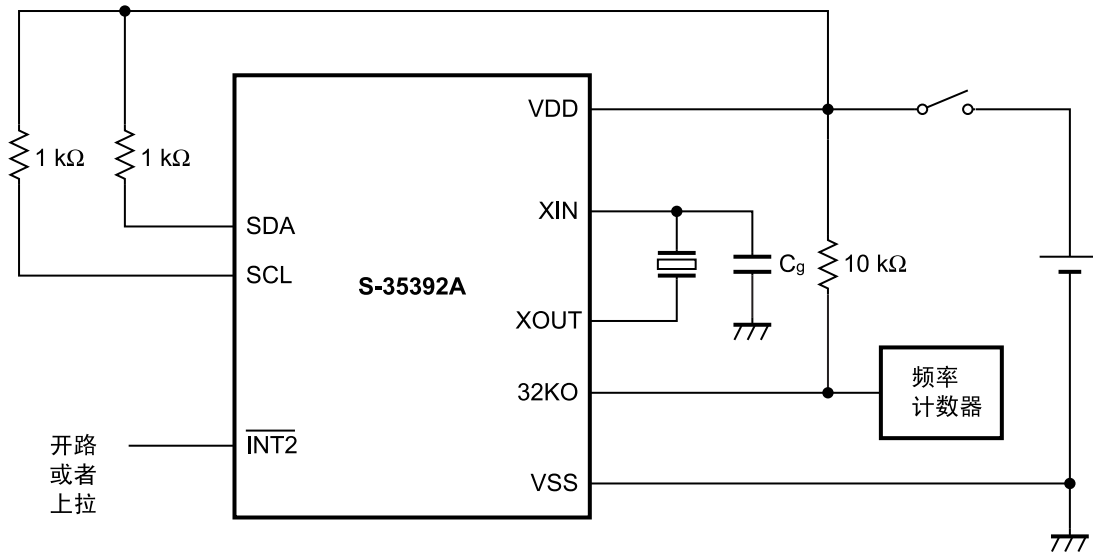 VDD
1 kΩ
1 kΩ
SDA
SCL
S-35392A
XIN
Cg
10 kΩ
XOUT
32KO
频率
计数器
开路
或者
上拉
INT2
VSS